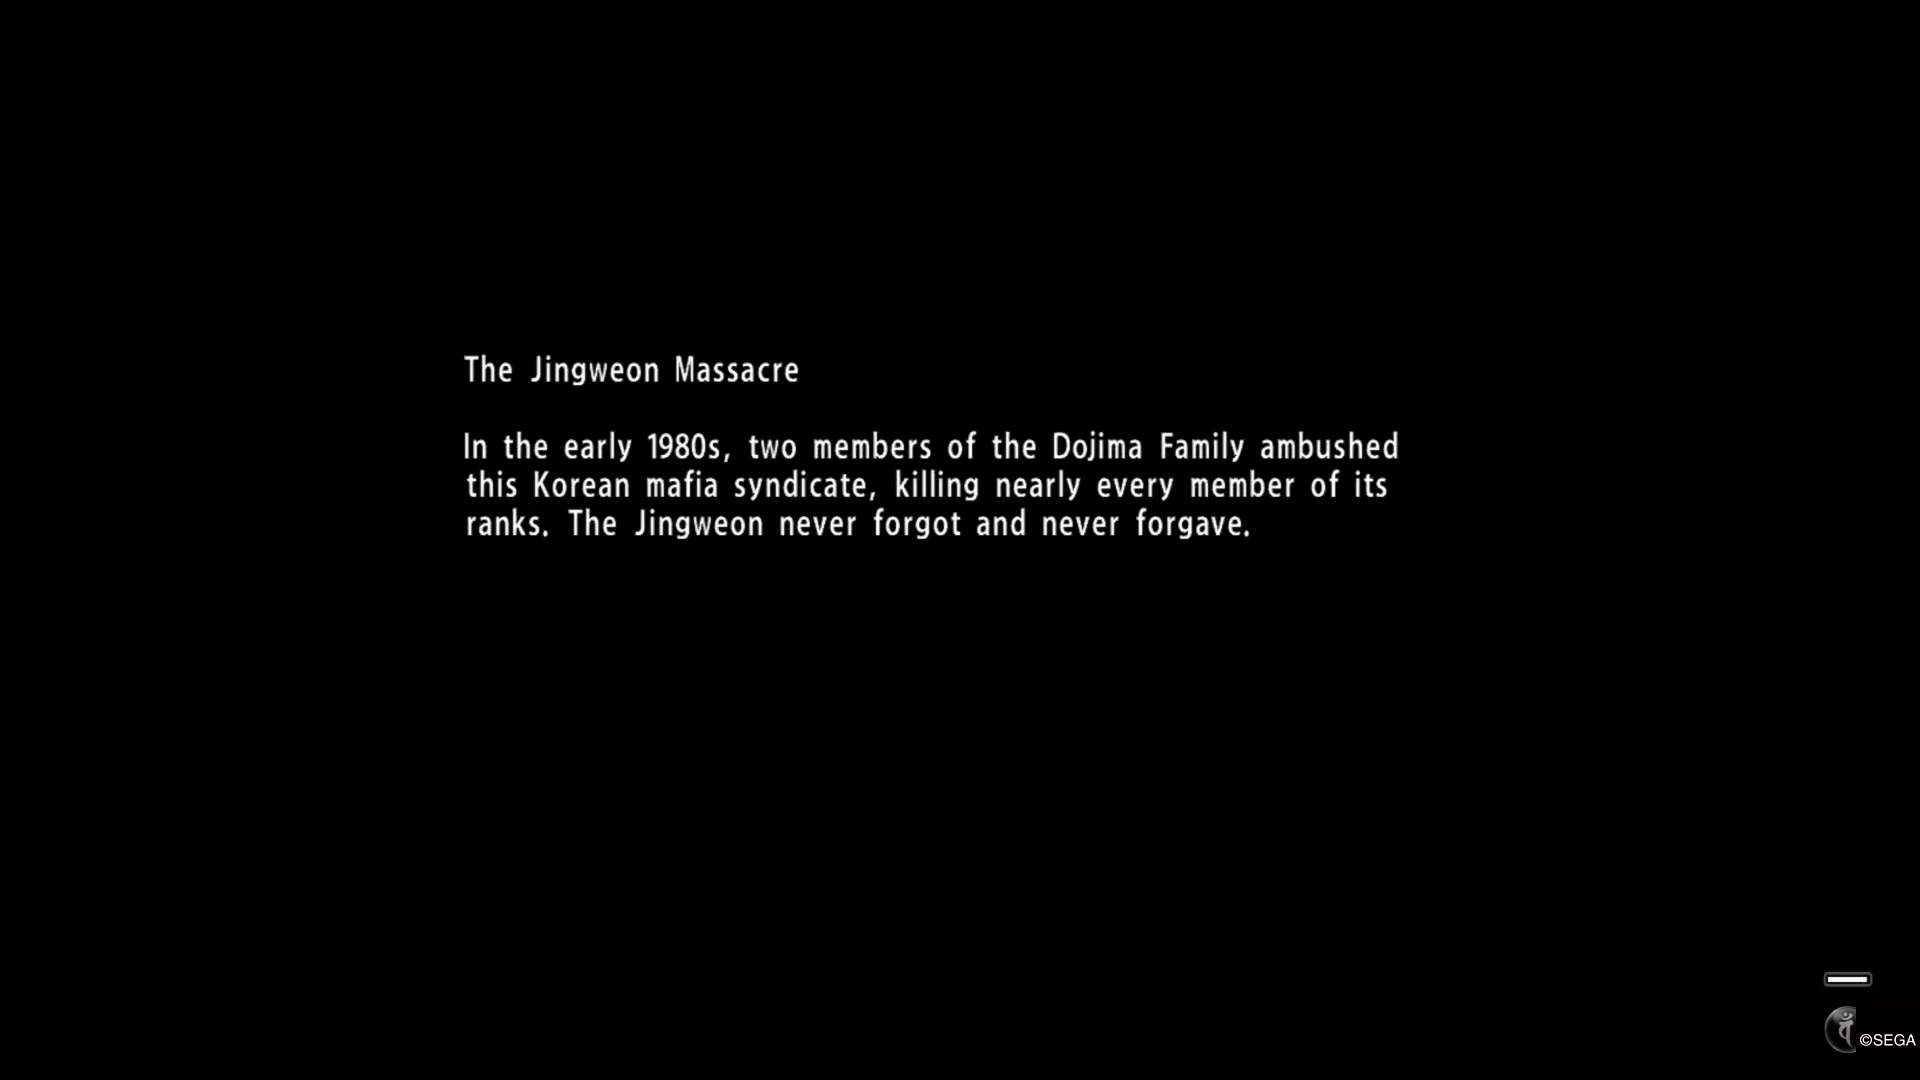 The Jingweon Massacre
In the early 1980s, two members of the Dojima Family ambushed
this Korean mafia syndicate, killing nearly every member of its
ranks. The Jingweon never forgot and never forgave.
©SEGA